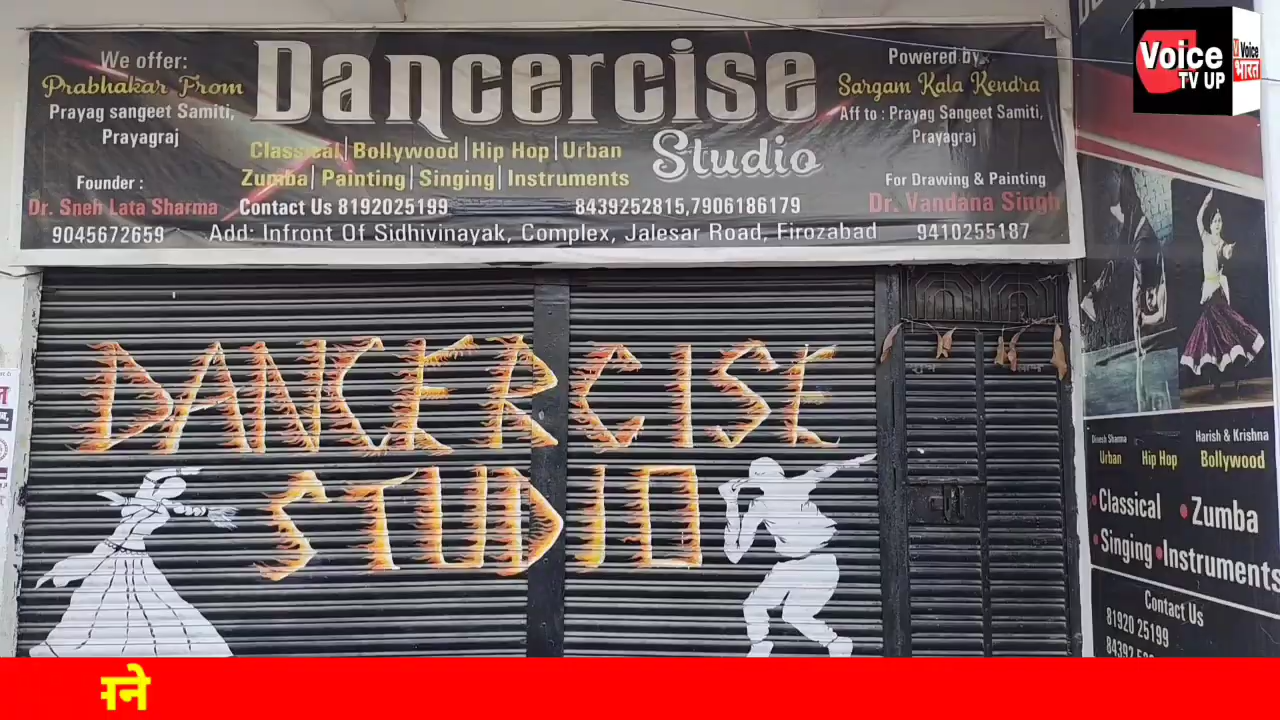 We offer:
Prabhakar From
Prayag sangeet Samiti,
Prayagraj
Founder :
Dr. Sneh Lata Sharma
9045672659
Dancercise
Studio
Classical|Bollywood|Hip Hop|Urban
Zumba|Painting|Singing|Instruments
Contact Us 8192025199 8439252815,7906186179
Add: Infront Of Sidhivinayak, Complex, Jalesar Road, Firozabad
Powered by:
Sargam Kala Kendra
Aff to : Prayag Sangeet Samiti,
Prayagraj
For Drawing & Painting
Dr. Vandana Singh
9410255187
Voice
TV UP
Voice
भारत
DANCERCISE
STUDIO
Dinesh Sharma
Urban
Hip Hop
Harish & Krishna
Bollywood
Classical
Zumba
Singing
Instruments
Contact Us
8192025199
ने